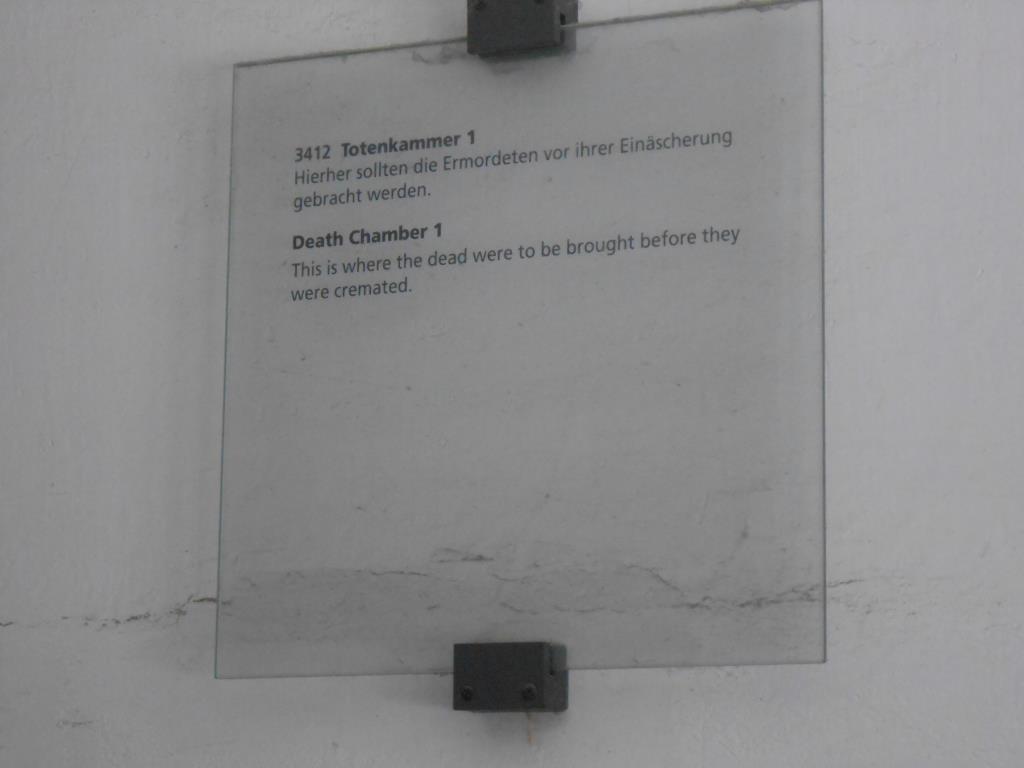 3412 Totenkammer 1
Hierher sollten die Ermordeten vor ihrer Einäscherung
gebracht werden.
Death Chamber 1
This is where the dead were to be brought before they
were cremated.